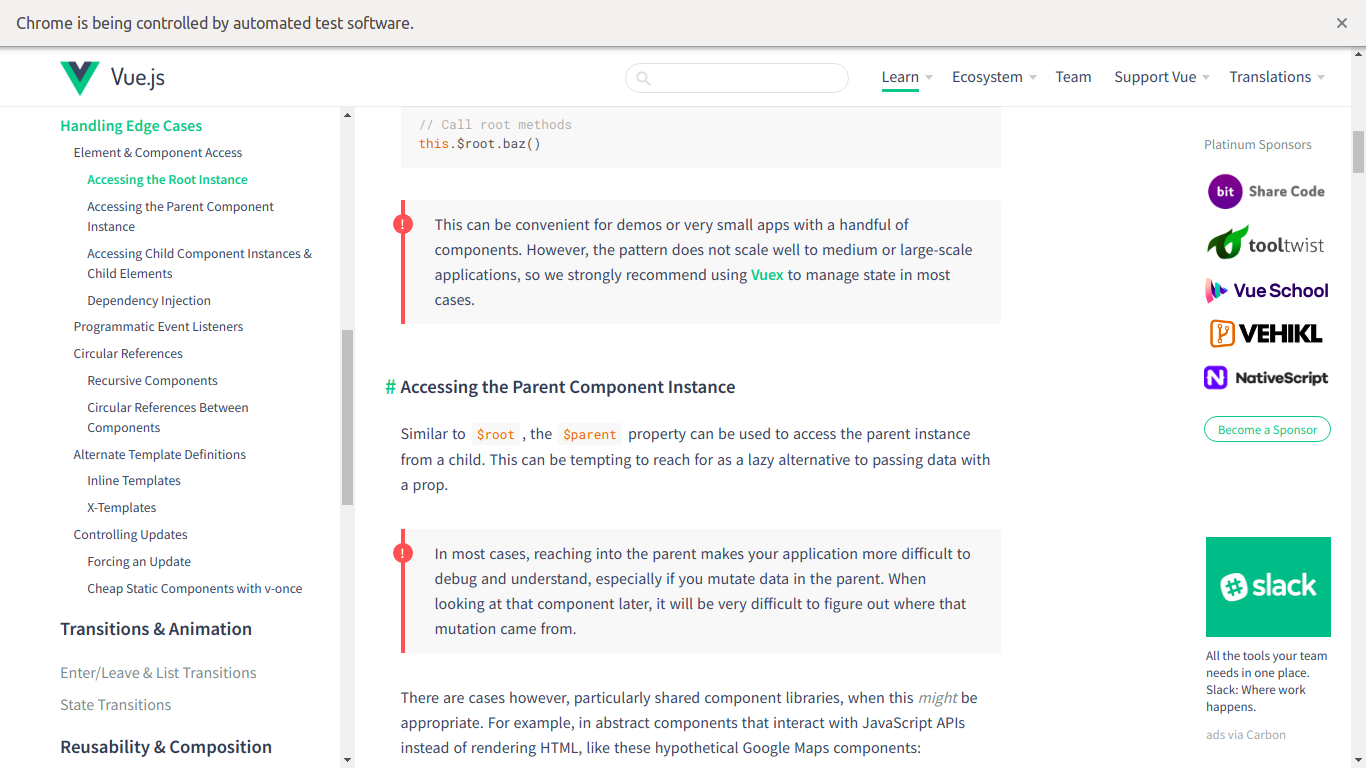 Chrome is being controlled by automated test software.
Vue.js
Learn
Ecosystem
Team
Support Vue
Translations
Handling Edge Cases
Element & Component Access
Accessing the Root Instance
Accessing the Parent Component
Instance
Accessing Child Component Instances &
Child Elements
Dependency Injection
Programmatic Event Listeners
Circular References
Recursive Components
Circular References Between
Components
Alternate Template Definitions
Inline Templates
X-Templates
Controlling Updates
Forcing an Update
Cheap Static Components with v-once
Transitions & Animation
Enter/Leave & List Transitions
State Transitions
Reusability & Composition
// Call root methods
this.$root.baz()
!
This can be convenient for demos or very small apps with a handful of
components. However, the pattern does not scale well to medium or large-scale
applications, so we strongly recommend using Vuex to manage state in most
cases.
# Accessing the Parent Component Instance
Similar to $root , the $parent property can be used to access the parent instance
from a child. This can be tempting to reach for as a lazy alternative to passing data with
a prop.
!
In most cases, reaching into the parent makes your application more difficult to
debug and understand, especially if you mutate data in the parent. When
looking at that component later, it will be very difficult to figure out where that
mutation came from.
There are cases however, particularly shared component libraries, when this might be
appropriate. For example, in abstract components that interact with JavaScript APIs
instead of rendering HTML, like these hypothetical Google Maps components:
Platinum Sponsors
bit Share Code
tooltwist
Vue School
VEHIKL
NativeScript
Become a Sponsor
slack
All the tools your team
needs in one place.
Slack: Where work
happens.
ads via Carbon